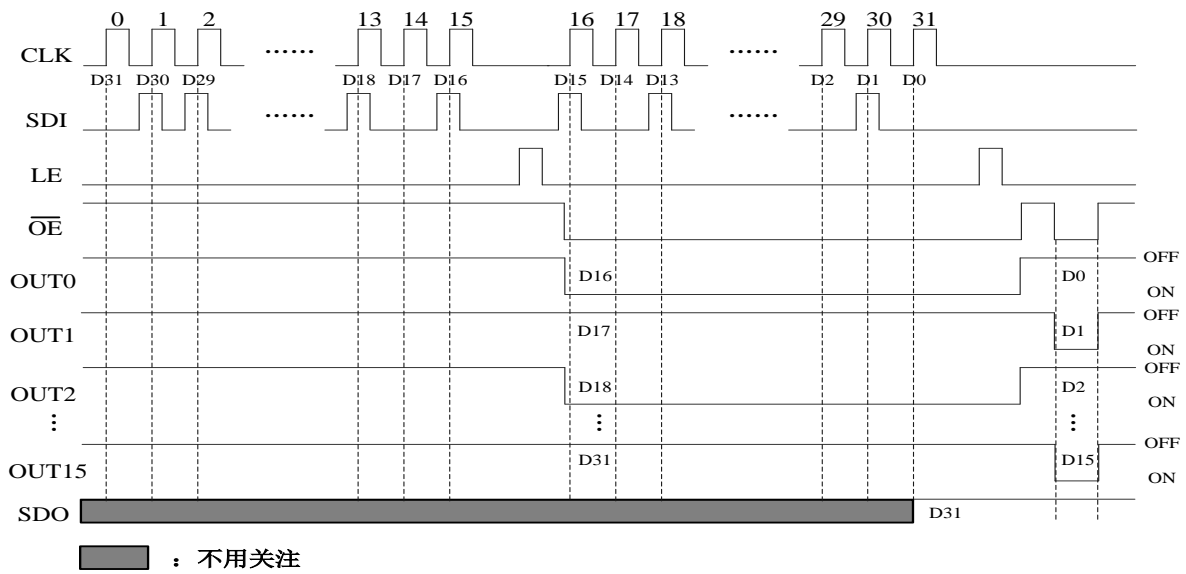 0 1 2 13 14 15 16 17 18 29 30 31
CLK ...... ......
D31 D30 D29 D18 D17 D16 D15 D14 D13 D2 D1 D0
SDI ...... ......
LE
OE
OUT0 D16 D0 OFF
ON
OUT1 D17 D1 OFF
ON
OUT2 D18 D2 OFF
ON
⋮ ⋮ ⋮
OUT15 D31 D15 OFF
ON
SDO D31
：不用关注